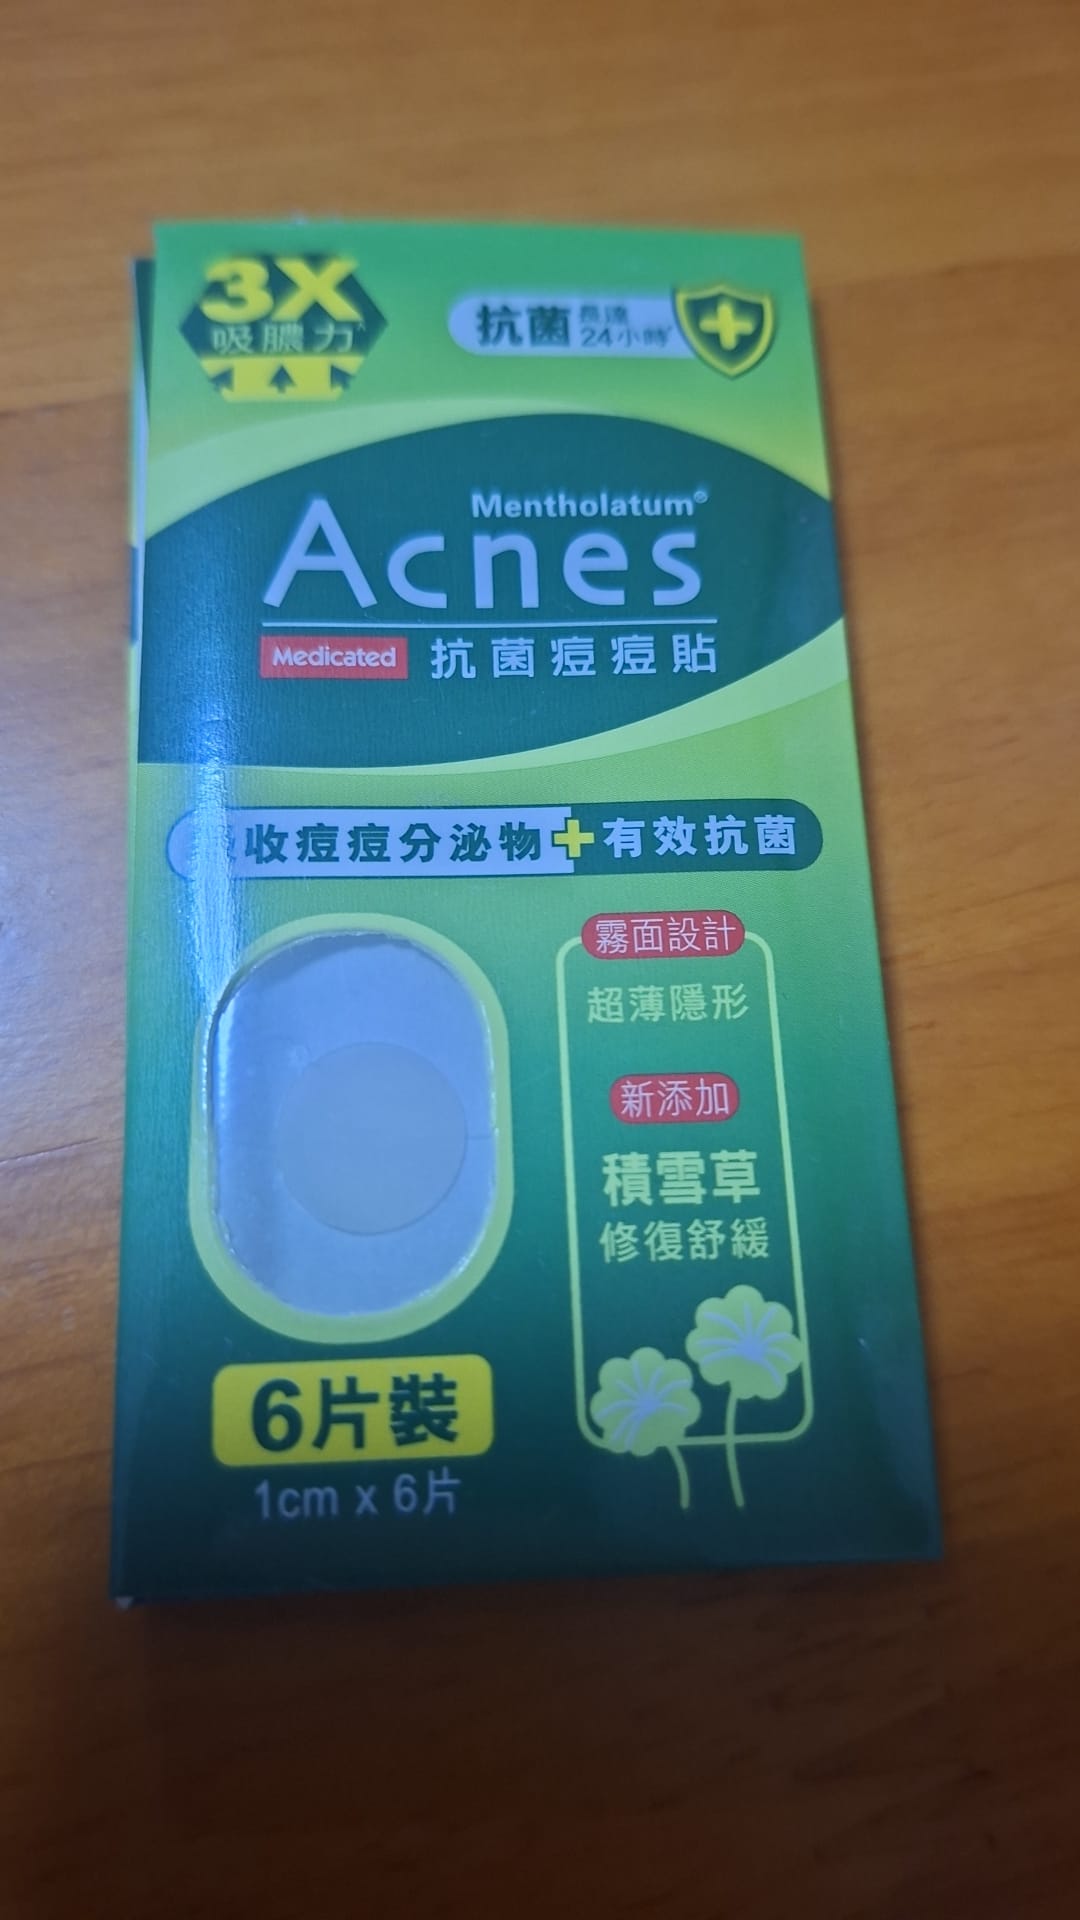 3X
吸膿力^
抗菌 長達
24小時*
Mentholatum®
Acnes
Medicated 抗菌痘痘貼
收痘痘分泌物+有效抗菌
霧面設計
超薄隱形
新添加
積雪草
修復舒緩
6片裝
1cm x 6片